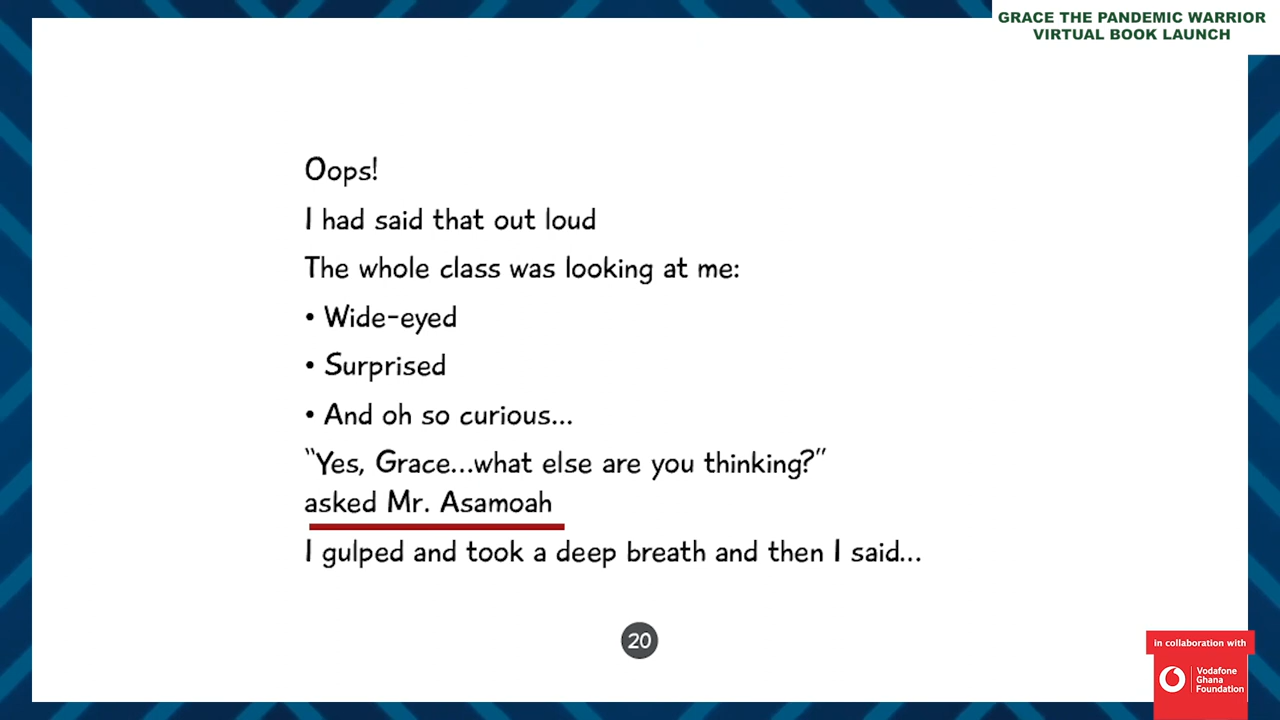 GRACE THE PANDEMIC WARRIOR
VIRTUAL BOOK LAUNCH
Oops!
I had said that out loud
The whole class was looking at me:
• Wide-eyed
• Surprised
• And oh so curious...
“Yes, Grace...what else are you thinking?”
asked Mr. Asamoah
I gulped and took a deep breath and then I said...
20
in collaboration with
Vodafone
Ghana
Foundation